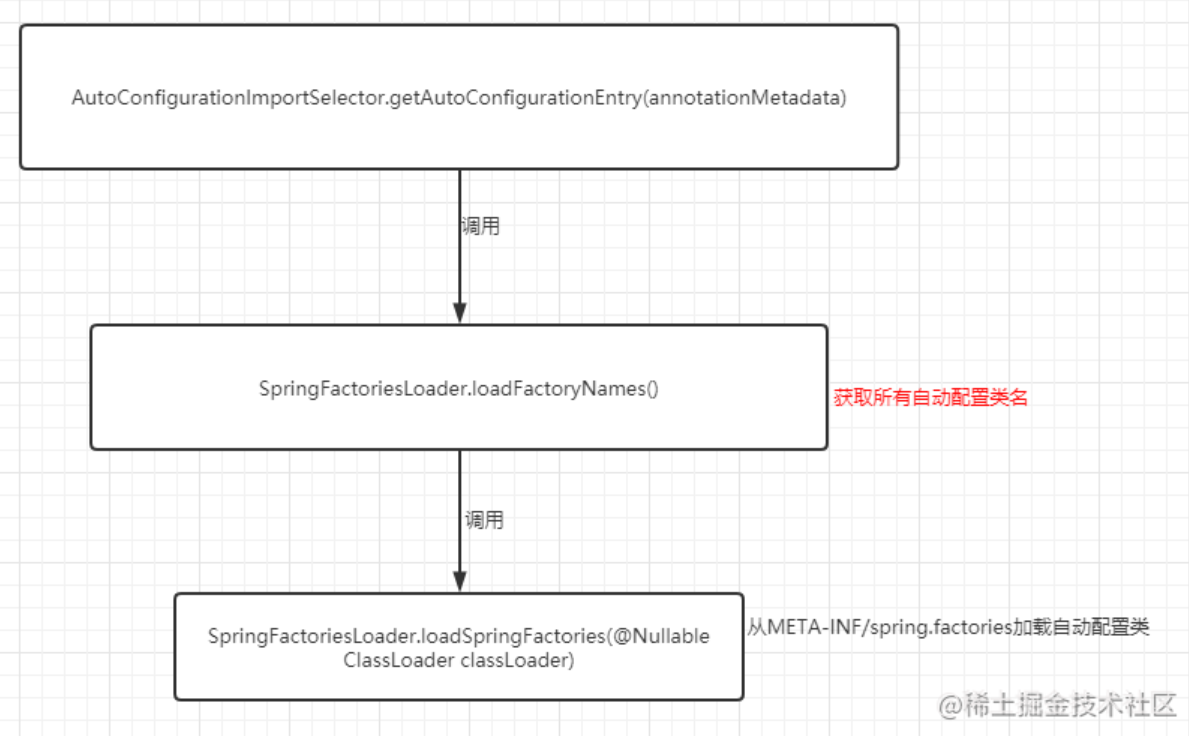 AutoConfigurationImportSelector.getAutoConfigurationEntry(annotationMetadata)
调用
SpringFactoriesLoader.loadFactoryNames()
获取所有自动配置类名
调用
SpringFactoriesLoader.loadSpringFactories(@Nullable
ClassLoader classLoader)
从META-INF/spring.factories加载自动配置类
@稀土掘金技术社区